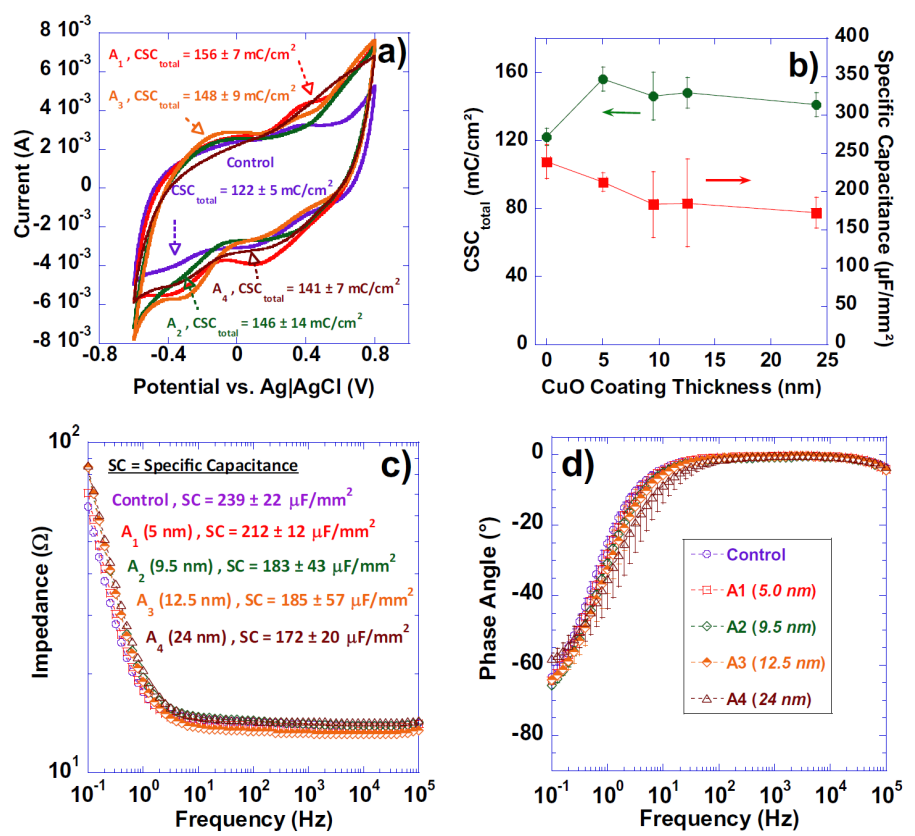 a)
8 10⁻³
6 10⁻³
4 10⁻³
2 10⁻³
0
-2 10⁻³
-4 10⁻³
-6 10⁻³
-8 10⁻³
Current (A)
A₁ , CSC_total = 156 ± 7 mC/cm²
A₃ , CSC_total = 148 ± 9 mC/cm²
Control
CSC_total = 122 ± 5 mC/cm²
A₄ , CSC_total = 141 ± 7 mC/cm²
A₂ , CSC_total = 146 ± 14 mC/cm²
-0.8 -0.4 0 0.4 0.8
Potential vs. Ag|AgCl (V)
b)
CSC_total (mC/cm²)
160
120
80
40
0
400
350
300
250
200
150
100
50
0
Specific Capacitance (µF/mm²)
0 5 10 15 20 25
CuO Coating Thickness (nm)
c)
Impedance (Ω)
10²
10¹
SC = Specific Capacitance
Control , SC = 239 ± 22 µF/mm²
A₁ (5 nm) , SC = 212 ± 12 µF/mm²
A₂ (9.5 nm) , SC = 183 ± 43 µF/mm²
A₃ (12.5 nm) , SC = 185 ± 57 µF/mm²
A₄ (24 nm) , SC = 172 ± 20 µF/mm²
10⁻¹ 10⁰ 10¹ 10² 10³ 10⁴ 10⁵
Frequency (Hz)
d)
Phase Angle (°)
0
-20
-40
-60
-80
Control
A1 (5.0 nm)
A2 (9.5 nm)
A3 (12.5 nm)
A4 (24 nm)
10⁻¹ 10⁰ 10¹ 10² 10³ 10⁴ 10⁵
Frequency (Hz)